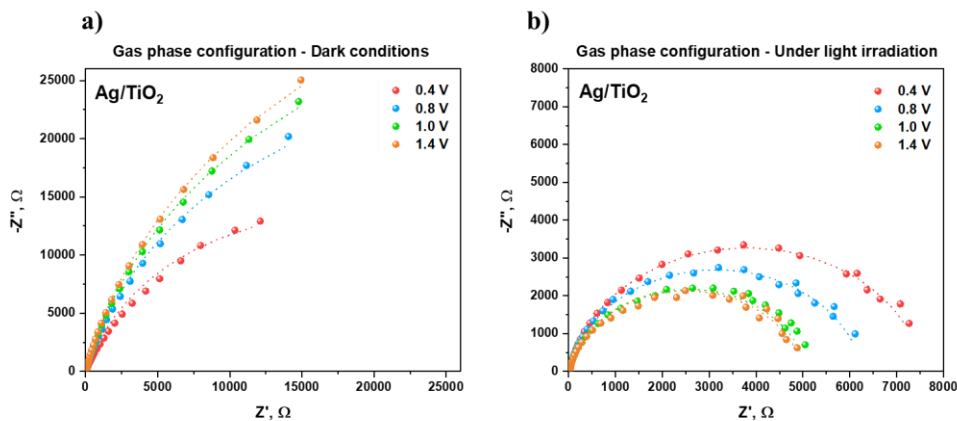 a)
Gas phase configuration - Dark conditions
Ag/TiO₂
0.4 V
0.8 V
1.0 V
1.4 V
25000
20000
15000
10000
5000
0
-Z", Ω
0 5000 10000 15000 20000 25000
Z', Ω
b)
Gas phase configuration - Under light irradiation
Ag/TiO₂
0.4 V
0.8 V
1.0 V
1.4 V
8000
7000
6000
5000
4000
3000
2000
1000
0
-Z", Ω
0 1000 2000 3000 4000 5000 6000 7000 8000
Z', Ω